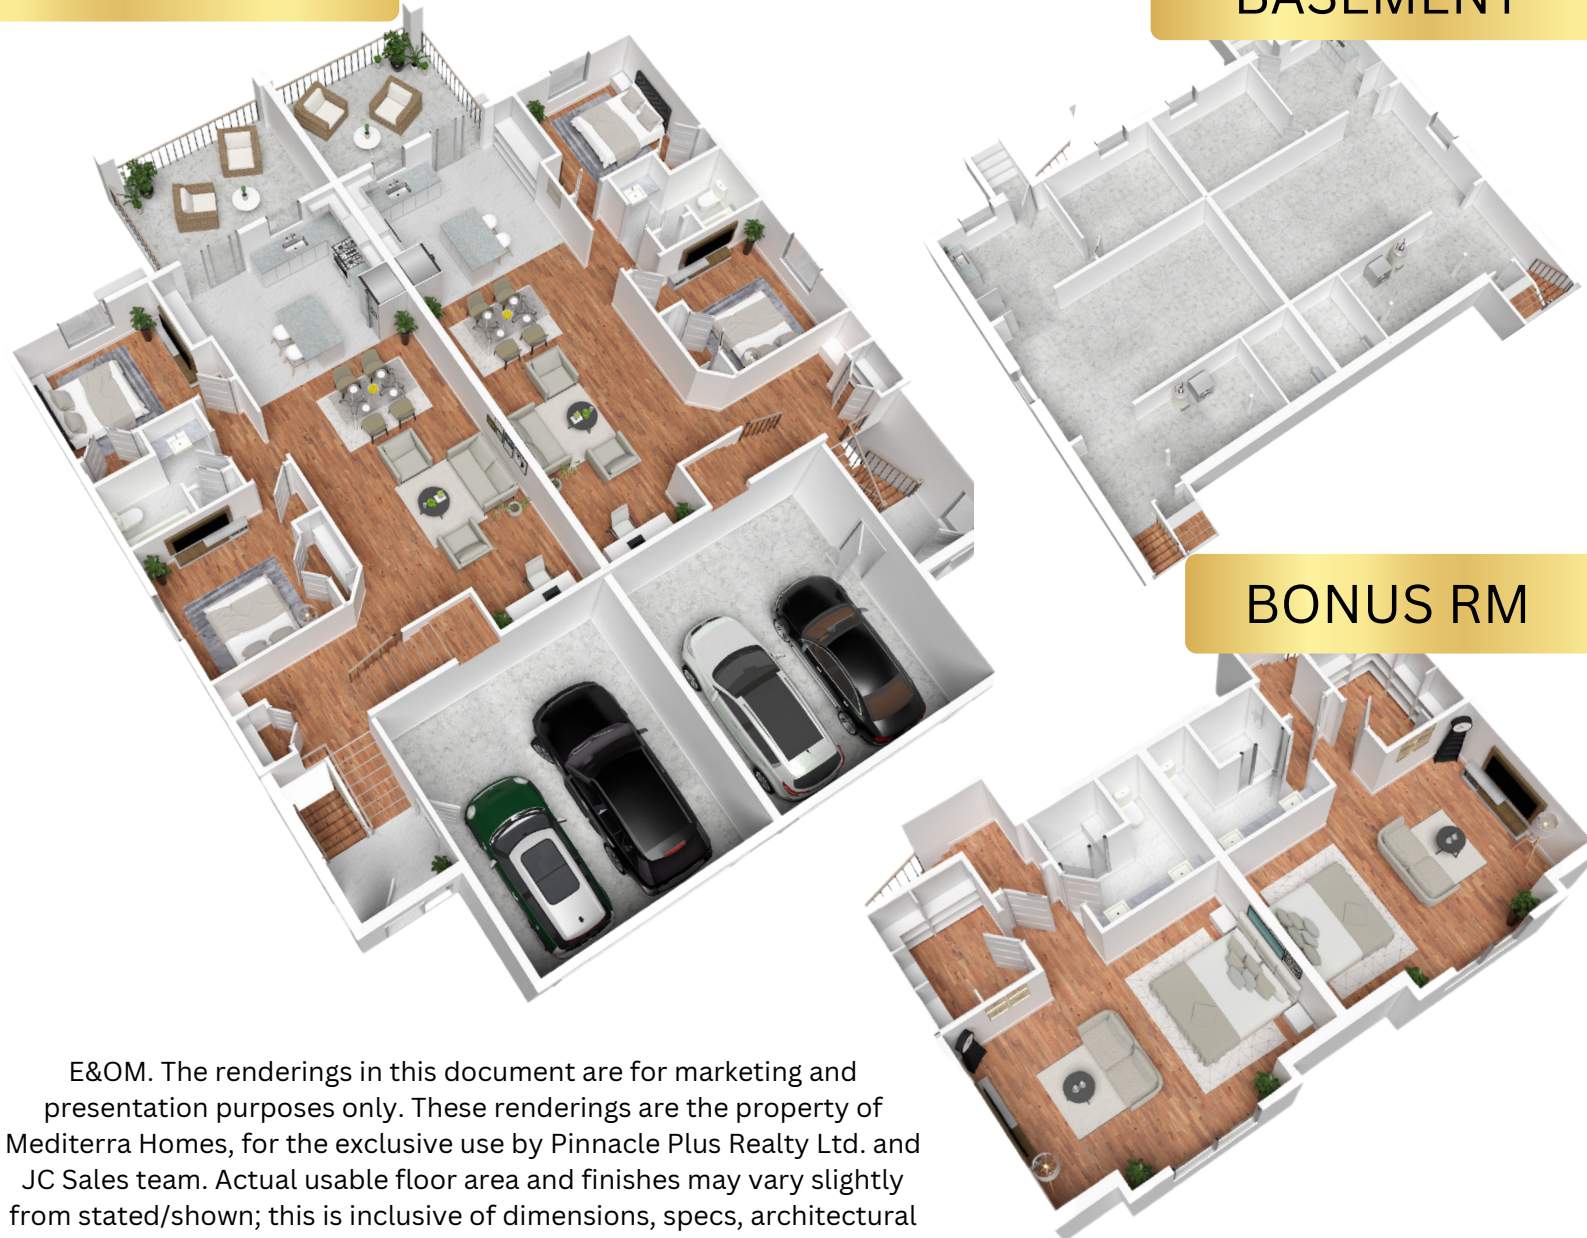 BASEMENT
BONUS RM
E&OM. The renderings in this document are for marketing and
presentation purposes only. These renderings are the property of
Mediterra Homes, for the exclusive use by Pinnacle Plus Realty Ltd. and
JC Sales team. Actual usable floor area and finishes may vary slightly
from stated/shown; this is inclusive of dimensions, specs, architectural